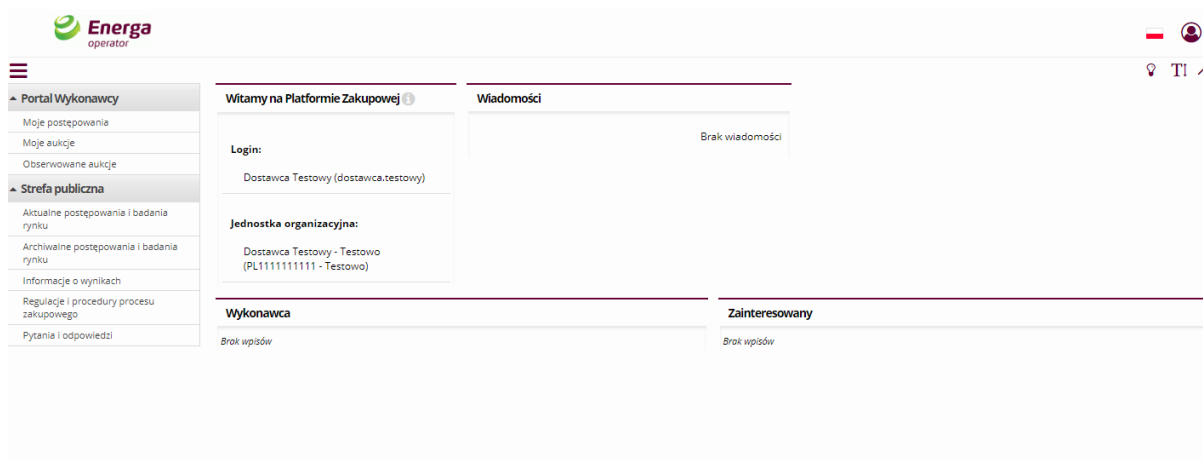 Energa
operator
TI
Portal Wykonawcy
Moje postępowania
Moje aukcje
Obserwowane aukcje
Strefa publiczna
Aktualne postępowania i badania
rynku
Archiwalne postępowania i badania
rynku
Informacje o wynikach
Regulacje i procedury procesu
zakupowego
Pytania i odpowiedzi
Witamy na Platformie Zakupowej
Login:
Dostawca Testowy (dostawca.testowy)
Jednostka organizacyjna:
Dostawca Testowy - Testowo
(PL1111111111 - Testowo)
Wiadomości
Brak wiadomości
Wykonawca
Brak wpisów
Zainteresowany
Brak wpisów